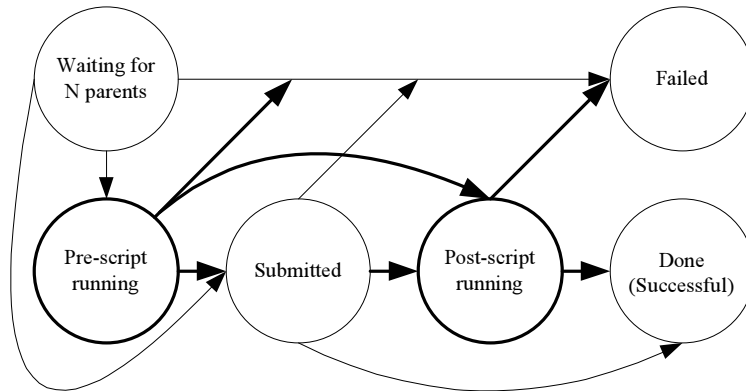 Waiting for
N parents
Failed
Pre-script
running
Submitted
Post-script
running
Done
(Successful)